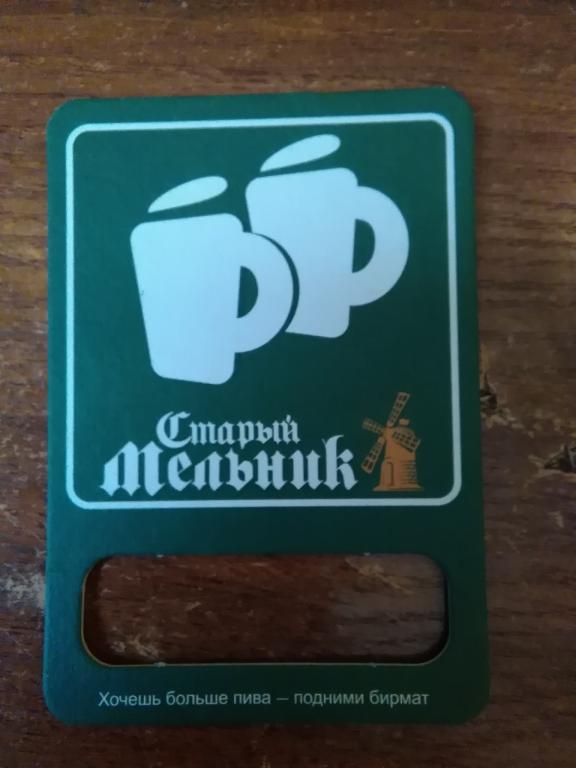 Старый
Мельник
Хочешь больше пива – подними бирмат